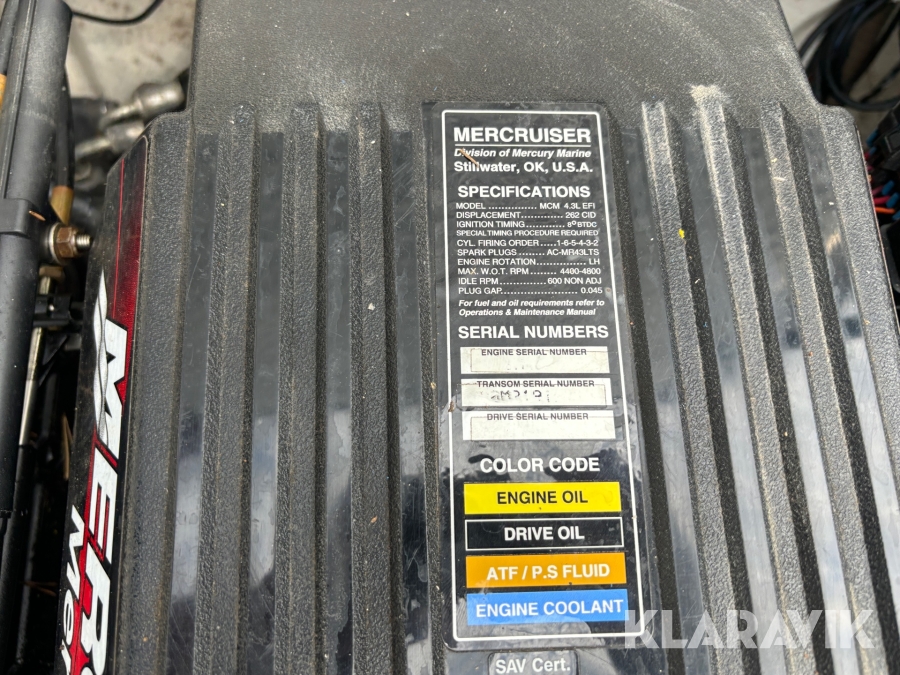 MERCRUISER
Division of Mercury Marine
Stillwater, OK, U.S.A.
SPECIFICATIONS
MODEL ............... MCM 4.3L EFI
DISPLACEMENT............. 262 CID
IGNITION TIMING ............ 8° BTDC
SPECIAL TIMING PROCEDURE REQUIRED
CYL. FIRING ORDER .....1-6-5-4-3-2
SPARK PLUGS ........ AC-MR43LTS
ENGINE ROTATION................ LH
MAX. W.O.T. RPM ....... 4400-4800
IDLE RPM............... 600 NON ADJ
PLUG GAP........................ 0.045
For fuel and oil requirements refer to
Operations & Maintenance Manual
SERIAL NUMBERS
ENGINE SERIAL NUMBER
TRANSOM SERIAL NUMBER
DRIVE SERIAL NUMBER
COLOR CODE
ENGINE OIL
DRIVE OIL
ATF / P.S FLUID
ENGINE COOLANT
SAV Cert.
MER
Me
KLARAVIK